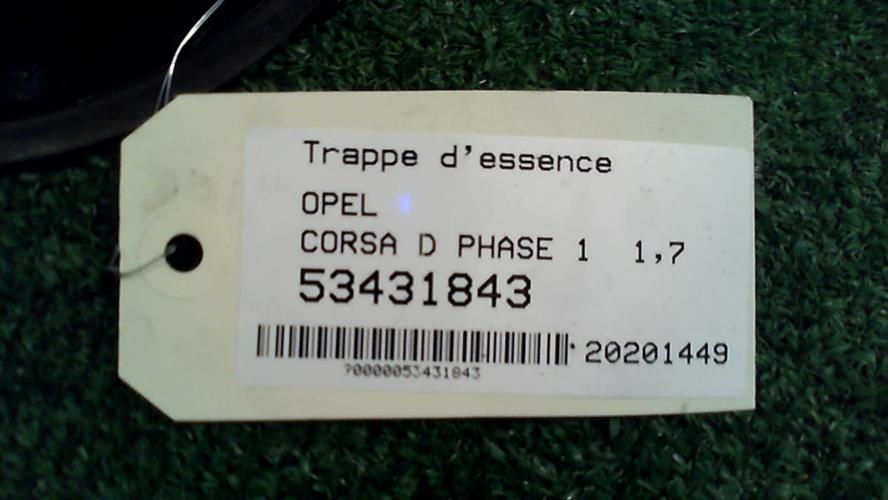 Trappe d'essence
OPEL
CORSA D PHASE 1 1,7
53431843
20201449
?0000053431843